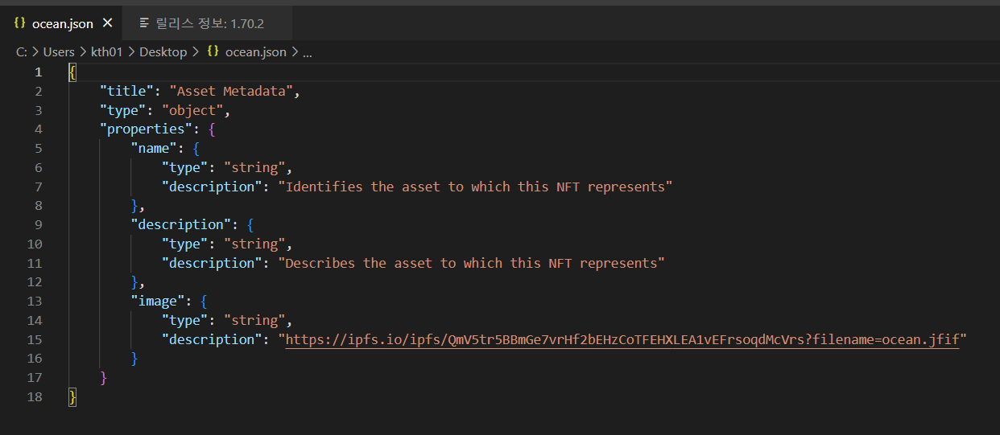 {} ocean.json ×
릴리스 정보: 1.70.2
C: > Users > kth01 > Desktop > {} ocean.json > ...
1 {
2 "title": "Asset Metadata",
3 "type": "object",
4 "properties": {
5 "name": {
6 "type": "string",
7 "description": "Identifies the asset to which this NFT represents"
8 },
9 "description": {
10 "type": "string",
11 "description": "Describes the asset to which this NFT represents"
12 },
13 "image": {
14 "type": "string",
15 "description": "https://ipfs.io/ipfs/QmV5tr5BBmGe7vrHf2bEHzCoTFEHXLEA1vEFrsoqdMcVrs?filename=ocean.jfif"
16 }
17 }
18 }